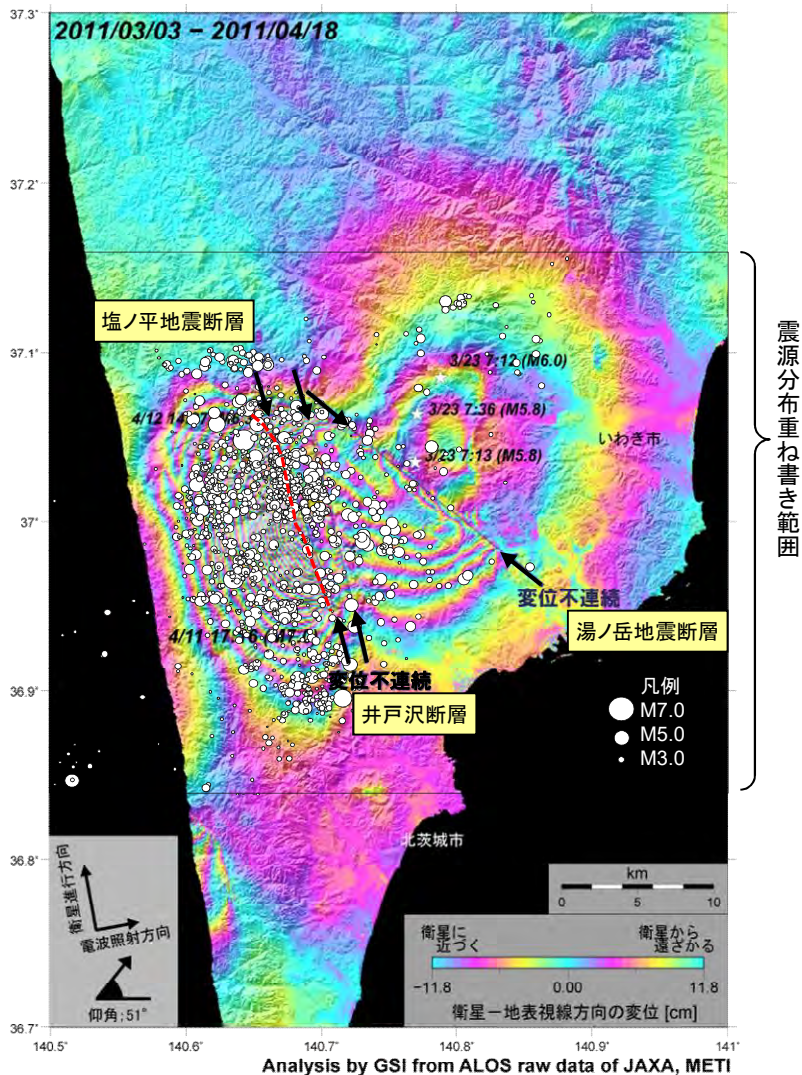 37.3°
2011/03/03 − 2011/04/18
37.2°
塩ノ平地震断層
37.1°
3/23 7:12 (M6.0)
3/23 7:36 (M5.8)
いわき市
3/23 7:13 (M5.8)
震源分布重ね書き範囲
37°
変位不連続
湯ノ岳地震断層
変位不連続
36.9°
井戸沢断層
凡例
M7.0
M5.0
M3.0
北茨城市
36.8°
衛星進行方向
電波照射方向
仰角:51°
km
0 5 10
衛星に
近づく
衛星から
遠ざかる
−11.8 0.00 11.8
衛星ー地表視線方向の変位 [cm]
36.7°
140.5° 140.6° 140.7° 140.8° 140.9° 141°
Analysis by GSI from ALOS raw data of JAXA, METI